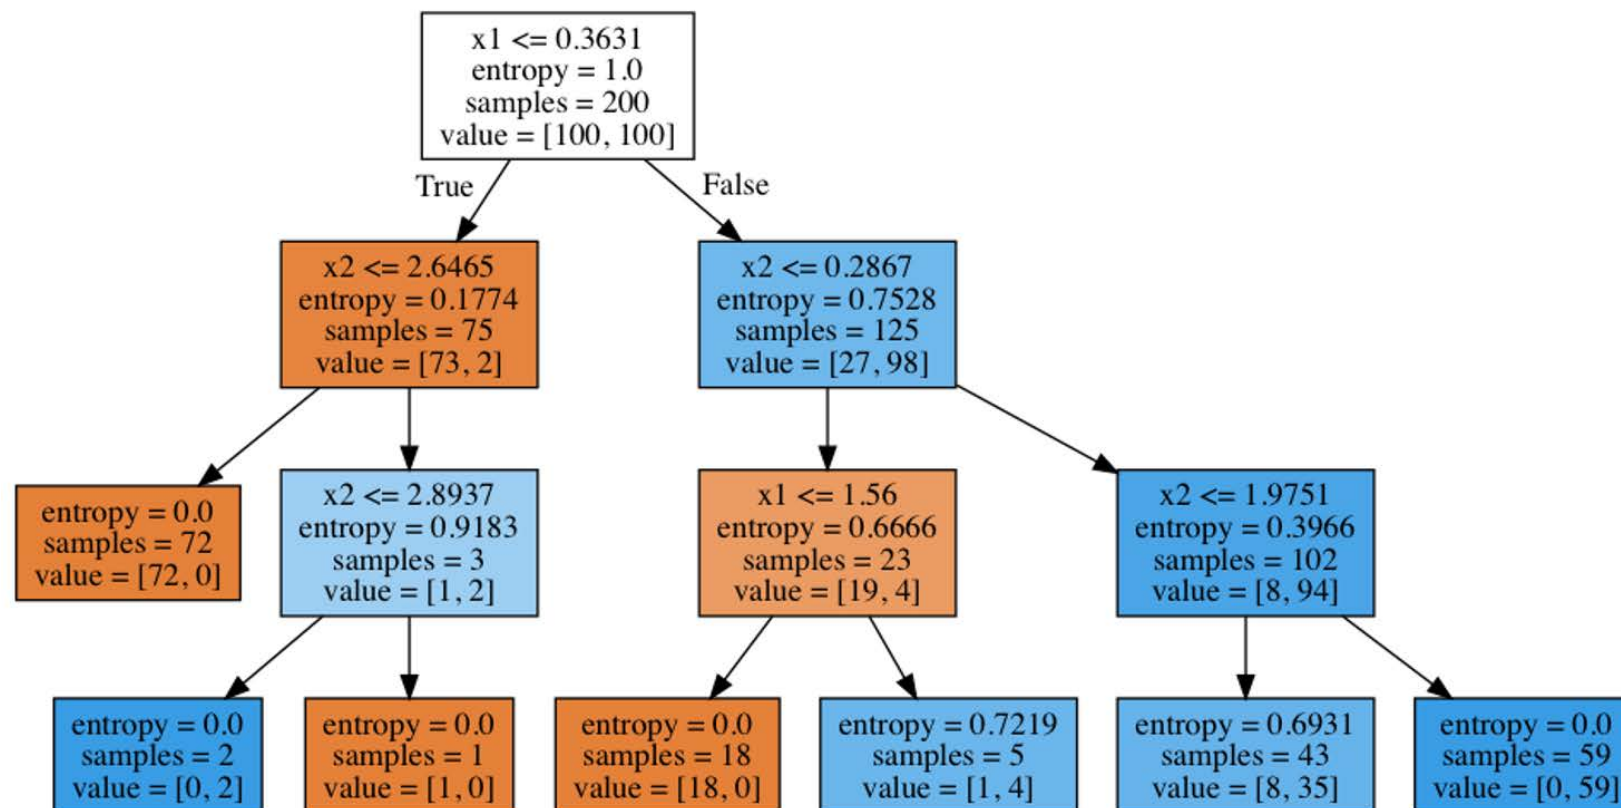 x1 <= 0.3631
entropy = 1.0
samples = 200
value = [100, 100]
True
False
x2 <= 2.6465
entropy = 0.1774
samples = 75
value = [73, 2]
x2 <= 0.2867
entropy = 0.7528
samples = 125
value = [27, 98]
entropy = 0.0
samples = 72
value = [72, 0]
x2 <= 2.8937
entropy = 0.9183
samples = 3
value = [1, 2]
x1 <= 1.56
entropy = 0.6666
samples = 23
value = [19, 4]
x2 <= 1.9751
entropy = 0.3966
samples = 102
value = [8, 94]
entropy = 0.0
samples = 2
value = [0, 2]
entropy = 0.0
samples = 1
value = [1, 0]
entropy = 0.0
samples = 18
value = [18, 0]
entropy = 0.7219
samples = 5
value = [1, 4]
entropy = 0.6931
samples = 43
value = [8, 35]
entropy = 0.0
samples = 59
value = [0, 59]